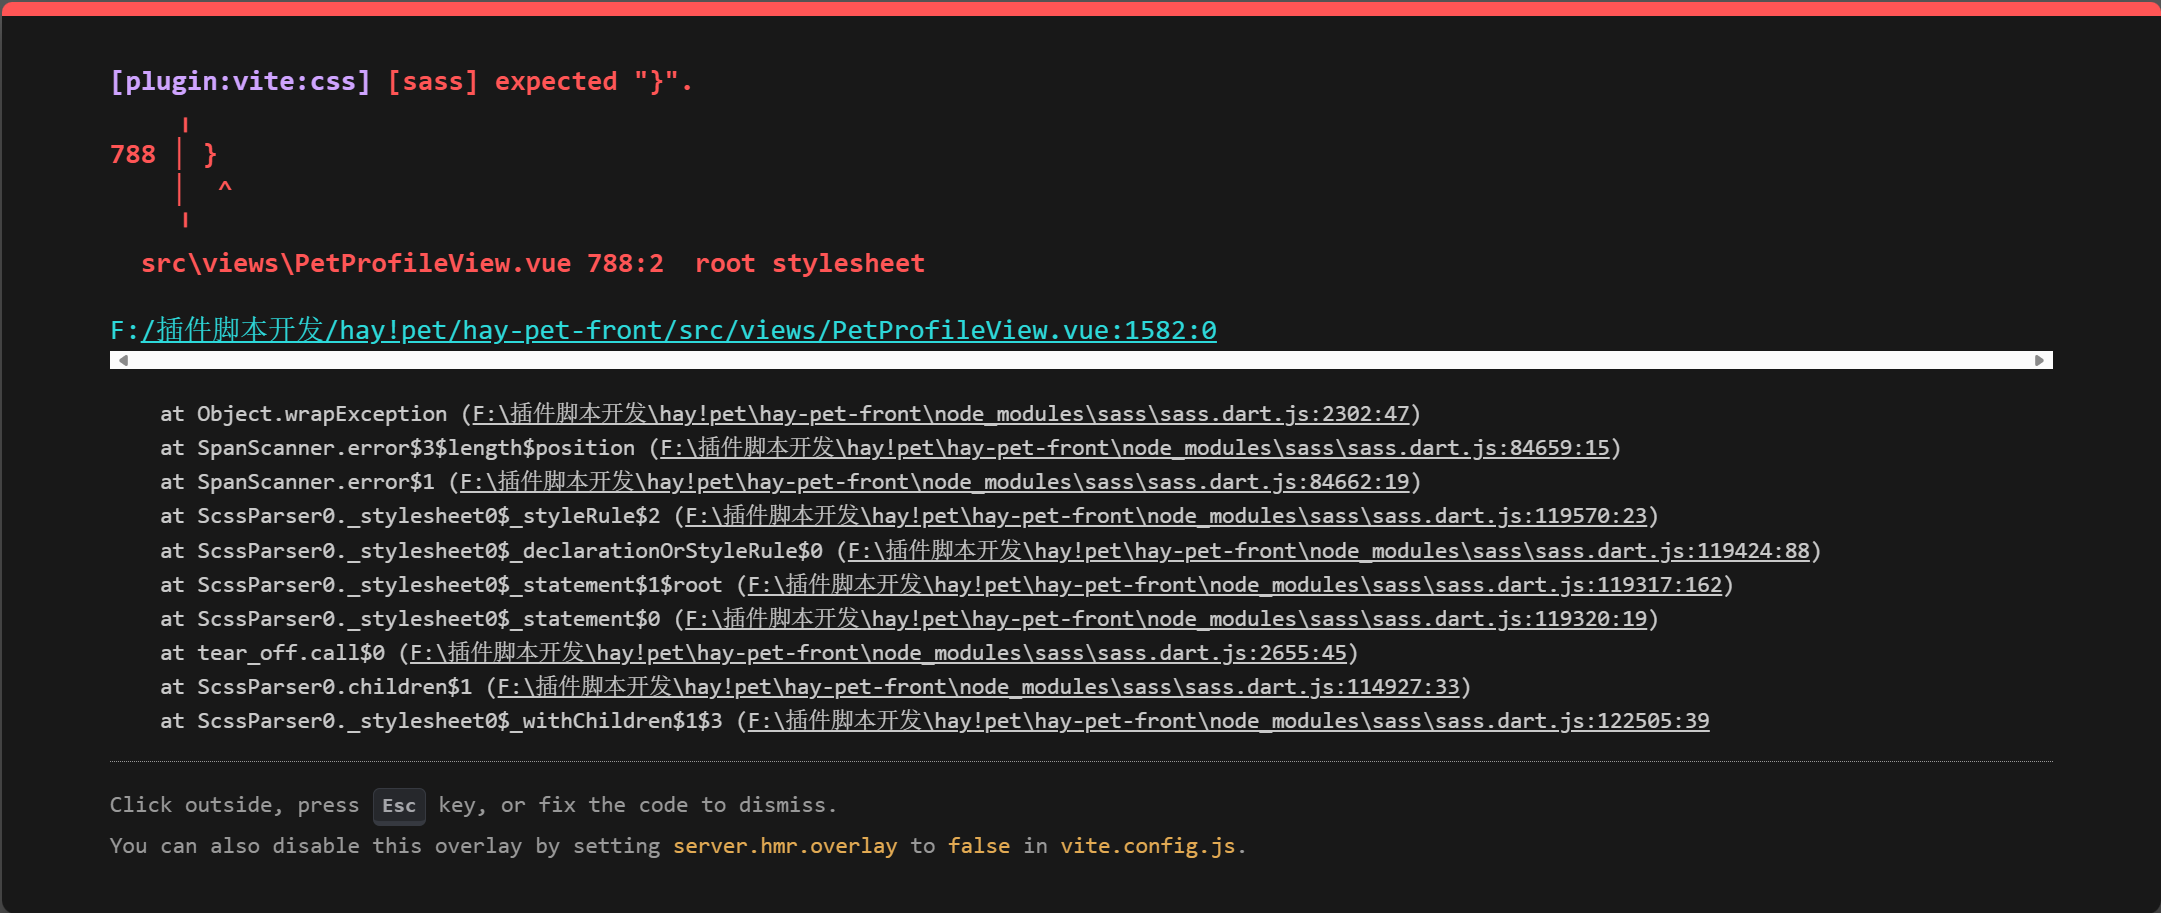 [plugin:vite:css] [sass] expected "}".
╷
788 │ }
│  ^
╵
src\views\PetProfileView.vue 788:2  root stylesheet
F:/插件脚本开发/hay!pet/hay-pet-front/src/views/PetProfileView.vue:1582:0
at Object.wrapException (F:\插件脚本开发\hay!pet\hay-pet-front\node_modules\sass\sass.dart.js:2302:47)
at SpanScanner.error$3$length$position (F:\插件脚本开发\hay!pet\hay-pet-front\node_modules\sass\sass.dart.js:84659:15)
at SpanScanner.error$1 (F:\插件脚本开发\hay!pet\hay-pet-front\node_modules\sass\sass.dart.js:84662:19)
at ScssParser0._stylesheet0$_styleRule$2 (F:\插件脚本开发\hay!pet\hay-pet-front\node_modules\sass\sass.dart.js:119570:23)
at ScssParser0._stylesheet0$_declarationOrStyleRule$0 (F:\插件脚本开发\hay!pet\hay-pet-front\node_modules\sass\sass.dart.js:119424:88)
at ScssParser0._stylesheet0$_statement$1$root (F:\插件脚本开发\hay!pet\hay-pet-front\node_modules\sass\sass.dart.js:119317:162)
at ScssParser0._stylesheet0$_statement$0 (F:\插件脚本开发\hay!pet\hay-pet-front\node_modules\sass\sass.dart.js:119320:19)
at tear_off.call$0 (F:\插件脚本开发\hay!pet\hay-pet-front\node_modules\sass\sass.dart.js:2655:45)
at ScssParser0.children$1 (F:\插件脚本开发\hay!pet\hay-pet-front\node_modules\sass\sass.dart.js:114927:33)
at ScssParser0._stylesheet0$_withChildren$1$3 (F:\插件脚本开发\hay!pet\hay-pet-front\node_modules\sass\sass.dart.js:122505:39
Click outside, press Esc key, or fix the code to dismiss.
You can also disable this overlay by setting server.hmr.overlay to false in vite.config.js.